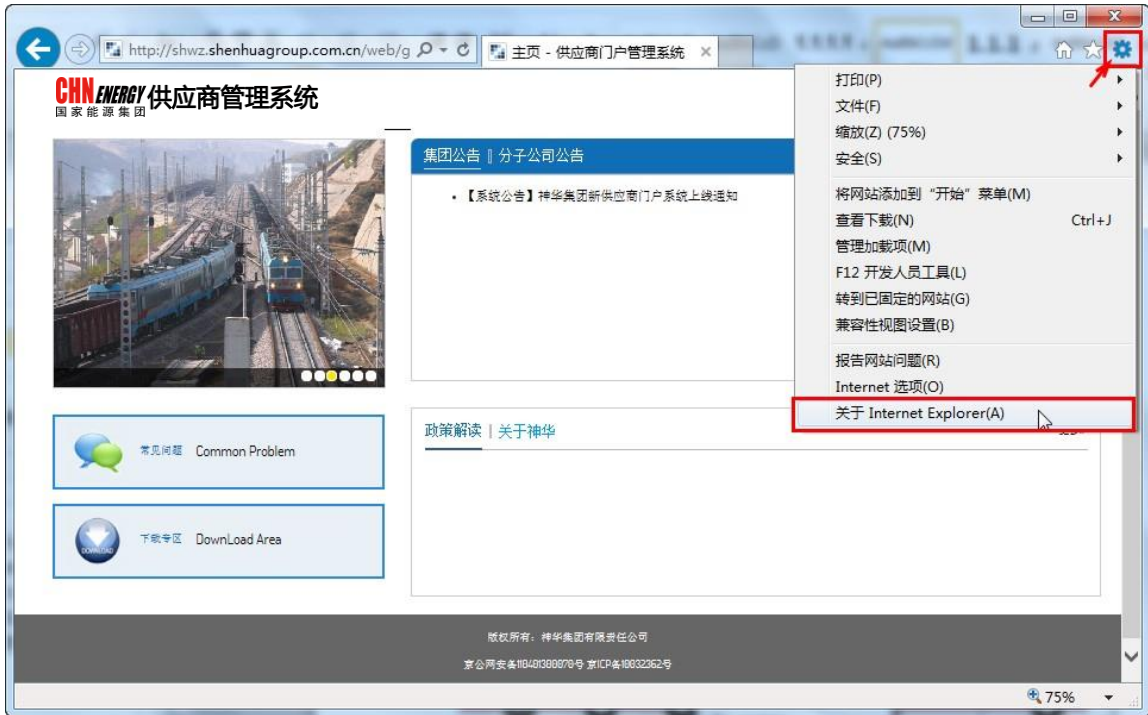 http://shwz.shenhuagroup.com.cn/web/g
主页 - 供应商门户管理系统
CHN ENERGY 供应商管理系统
国家能源集团
集团公告 || 分子公司公告
【系统公告】神华集团新供应商门户系统上线通知
打印(P)
文件(F)
缩放(Z) (75%)
安全(S)
将网站添加到“开始”菜单(M)
查看下载(N) Ctrl+J
管理加载项(M)
F12 开发人员工具(L)
转到已固定的网站(G)
兼容性视图设置(B)
报告网站问题(R)
Internet 选项(O)
关于 Internet Explorer(A)
常见问题 Common Problem
下载专区 DownLoad Area
DOWNLOAD
政策解读 | 关于神华
版权所有：神华集团有限责任公司
75%